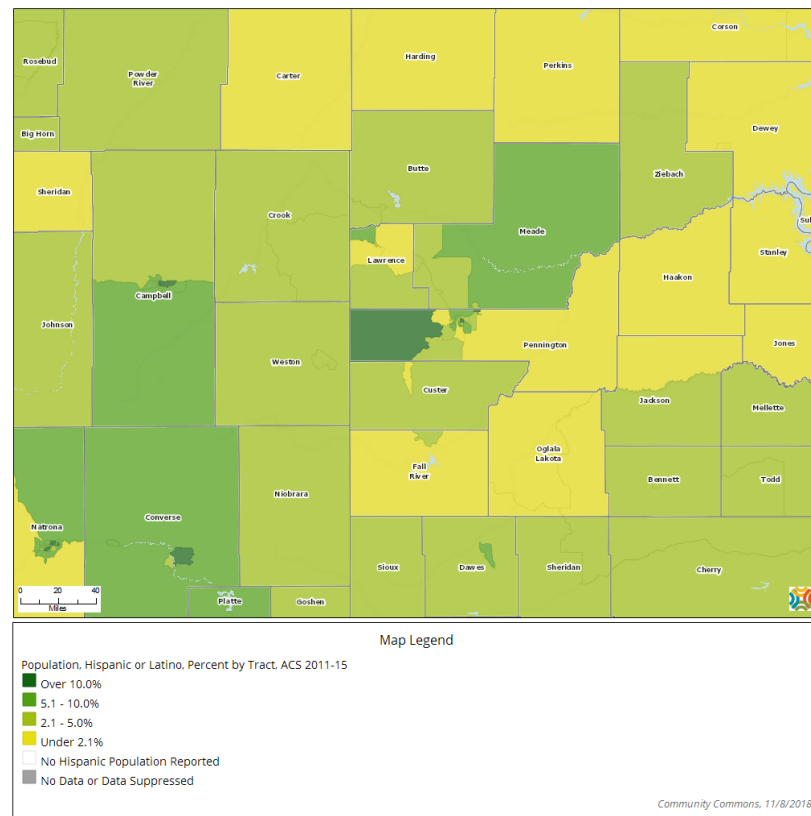 Corson
Rosebud
Powder
River
Carter
Harding
Perkins
Big Horn
Dewey
Butte
Ziebach
Sheridan
Crook
Meade
Su
Lawrence
Stanley
Haakon
Campbell
Johnson
Pennington
Jones
Weston
Custer
Jackson
Mellette
Oglala
Lakota
Fall
River
Bennett
Todd
Niobrara
Converse
Natrona
Sioux
Dawes
Sheridan
Cherry
Platte
Goshen
0 20 40
Miles
Map Legend
Population, Hispanic or Latino, Percent by Tract, ACS 2011-15
Over 10.0%
5.1 - 10.0%
2.1 - 5.0%
Under 2.1%
No Hispanic Population Reported
No Data or Data Suppressed
Community Commons, 11/8/2018